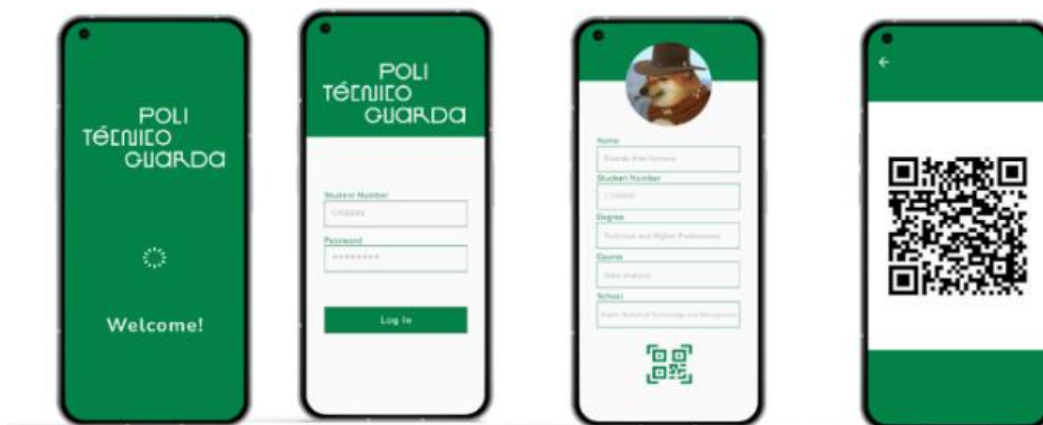 POLI
TÉCNICO
GUARDA
Welcome!
POLI
TÉCNICO
GUARDA
Student Number
Password
********
Log In
Name
Student Number
Degree
Technical and Higher Professional
Course
School